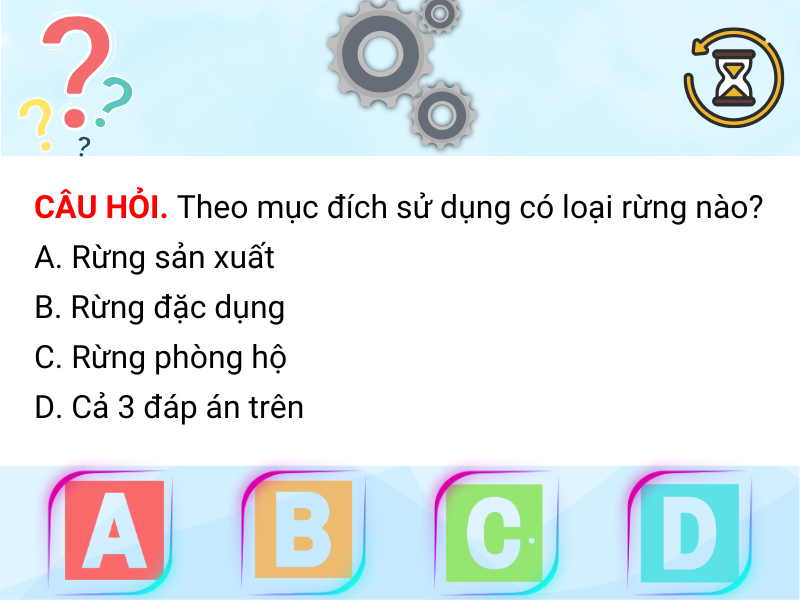 CÂU HỎI. Theo mục đích sử dụng có loại rừng nào?
A. Rừng sản xuất
B. Rừng đặc dụng
C. Rừng phòng hộ
D. Cả 3 đáp án trên
A B C D